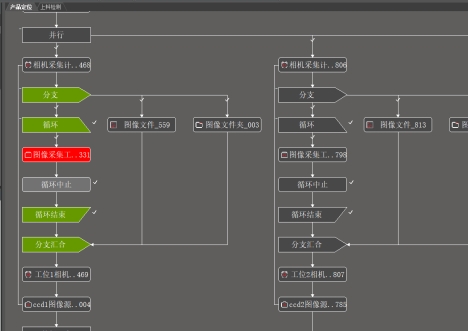 产品定位 上料检测
并行
相机采集计...468
相机采集计...806
分支
分支
循环
图像文件_559
图像文件夹_003
循环
图像文件_813
图像采集工...331
图像采集工...798
循环中止
循环中止
循环结束
循环结束
分支汇合
分支汇合
工位1相机...469
工位2相机...807
ccd1图像源...004
ccd2图像源...785